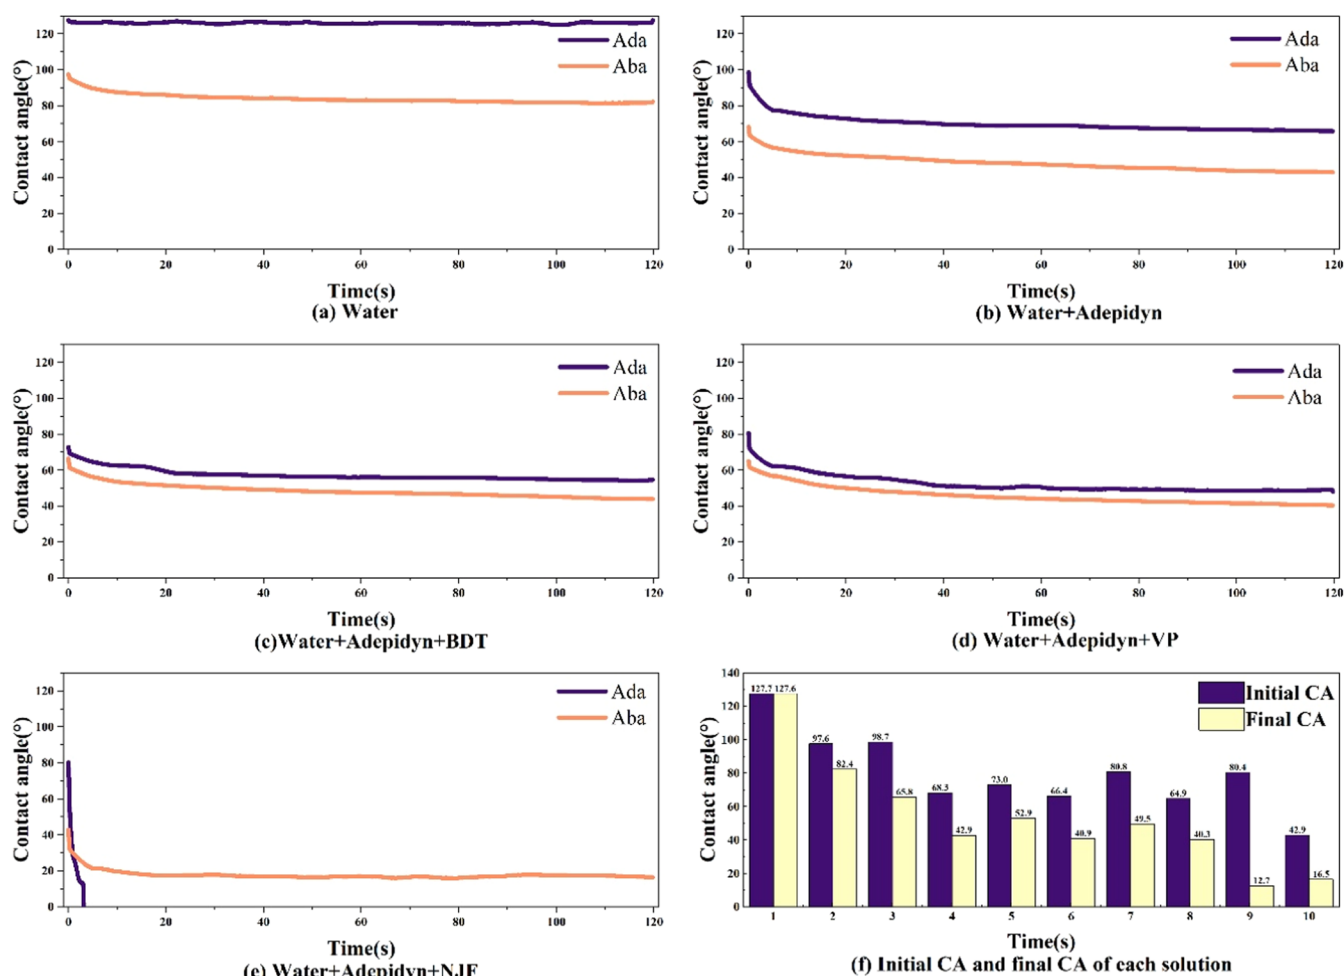 120
100
80
60
40
20
0
Contact angle(°)
Ada
Aba
0 20 40 60 80 100 120
Time(s)
(a) Water
120
100
80
60
40
20
0
Contact angle(°)
Ada
Aba
0 20 40 60 80 100 120
Time(s)
(b) Water+Adepidyn
120
100
80
60
40
20
0
Contact angle(°)
Ada
Aba
0 20 40 60 80 100 120
Time(s)
(c)Water+Adepidyn+BDT
120
100
80
60
40
20
0
Contact angle(°)
Ada
Aba
0 20 40 60 80 100 120
Time(s)
(d) Water+Adepidyn+VP
120
100
80
60
40
20
0
Contact angle(°)
Ada
Aba
0 20 40 60 80 100 120
Time(s)
(e) Water+Adepidyn+NJF
140
120
100
80
60
40
20
0
Contact angle(°)
Initial CA
Final CA
127.7 127.6
97.6 82.4
98.7 65.8
68.3 42.9
73.0 52.9
66.4 40.9
80.8 49.5
64.9 40.3
80.4 12.7
42.9 16.5
1 2 3 4 5 6 7 8 9 10
Time(s)
(f) Initial CA and final CA of each solution